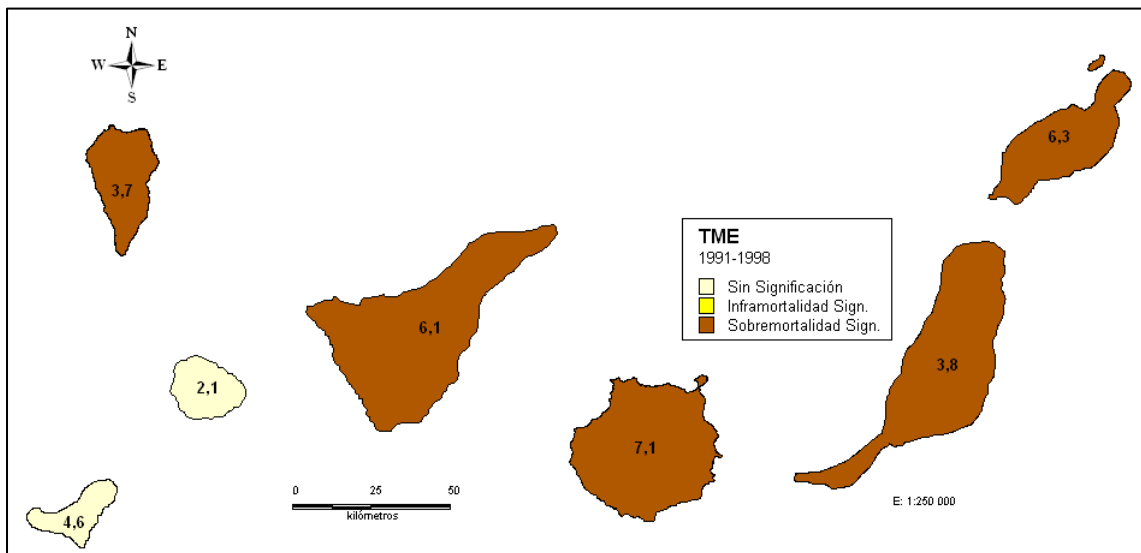 N
W E
S
6,3
3,7
TME
1991-1998
Sin Significación
Inframortalidad Sign.
Sobremortalidad Sign.
6,1
3,8
2,1
7,1
0 25 50
kilómetros
E: 1:250 000
4,6